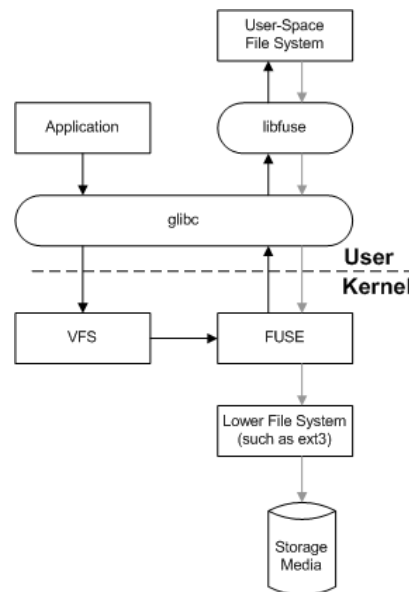 User-Space
File System
Application
libfuse
glibc
User
Kernel
VFS
FUSE
Lower File System
(such as ext3)
Storage
Media